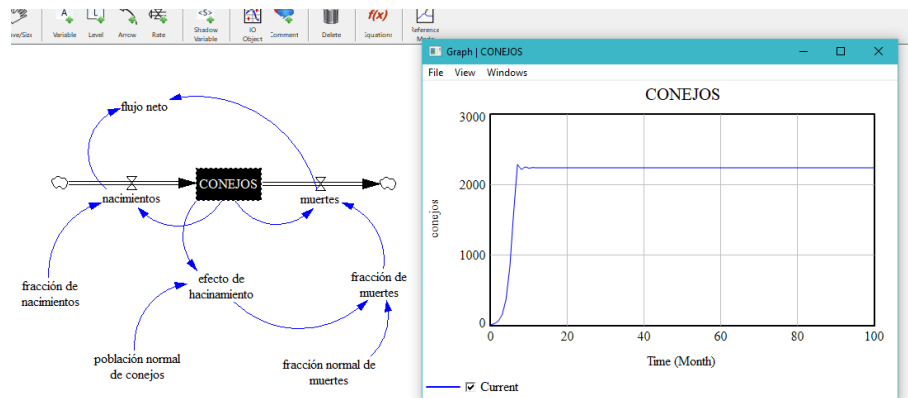 Variable
Level
Arrow
Rate
<S>
Shadow
Variable
IO
Object
Comment
Delete
f(x)
Equations
Reference
Graph | CONEJOS
File View Windows
CONEJOS
3000
2000
1000
0
conejos
0 20 40 60 80 100
Time (Month)
Current
flujo neto
CONEJOS
nacimientos
muertes
fracción de
nacimientos
efecto de
hacinamiento
fracción de
muertes
población normal
de conejos
fracción normal de
muertes